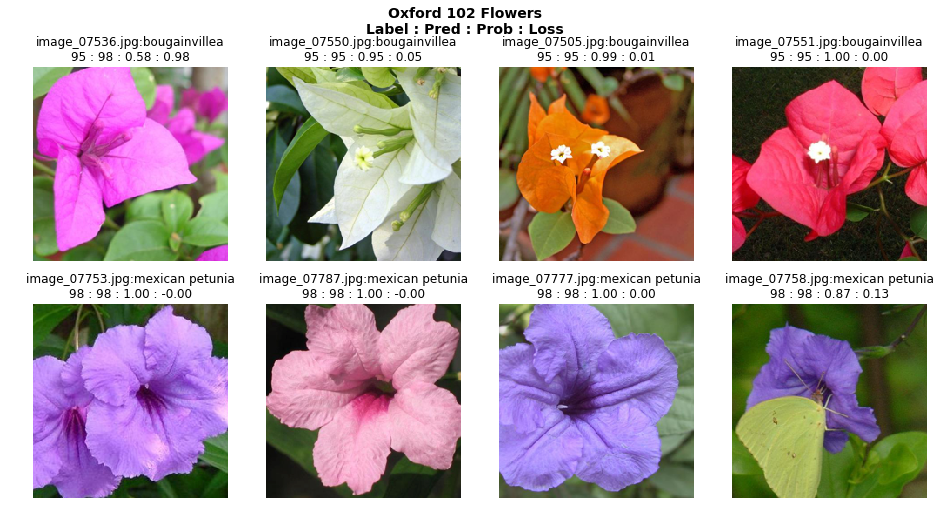 Oxford 102 Flowers
Label : Pred : Prob : Loss
image_07536.jpg:bougainvillea
95 : 98 : 0.58 : 0.98
image_07550.jpg:bougainvillea
95 : 95 : 0.95 : 0.05
image_07505.jpg:bougainvillea
95 : 95 : 0.99 : 0.01
image_07551.jpg:bougainvillea
95 : 95 : 1.00 : 0.00
image_07753.jpg:mexican petunia
98 : 98 : 1.00 : -0.00
image_07787.jpg:mexican petunia
98 : 98 : 1.00 : -0.00
image_07777.jpg:mexican petunia
98 : 98 : 1.00 : 0.00
image_07758.jpg:mexican petunia
98 : 98 : 0.87 : 0.13